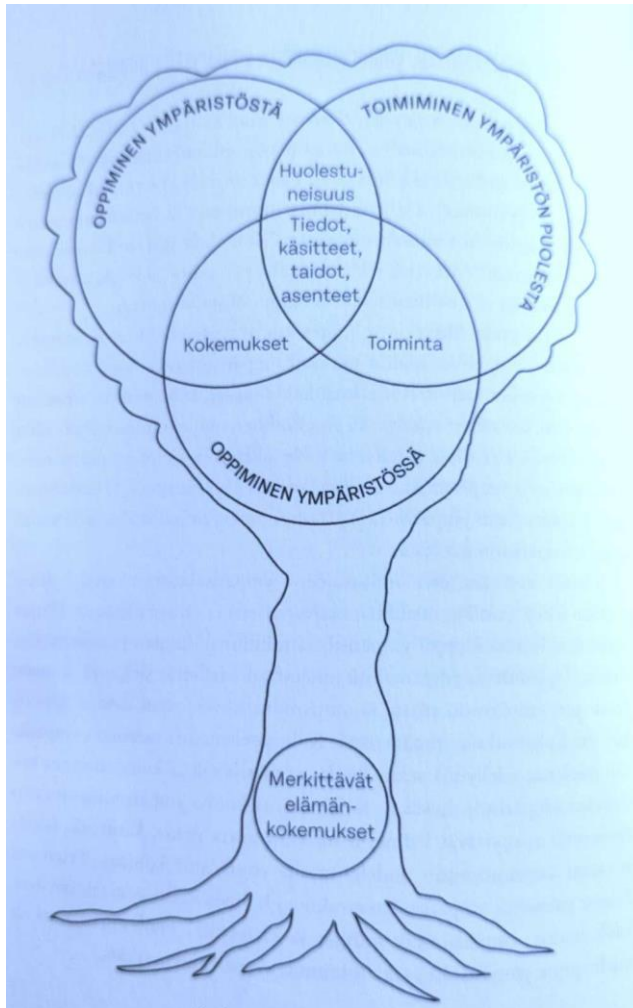 OPPIMINEN YMPÄRISTÖSTÄ
TOIMIMINEN YMPÄRISTÖN PUOLESTA
Huolestu-
neisuus
Tiedot,
käsitteet,
taidot,
asenteet
Kokemukset
Toiminta
OPPIMINEN YMPÄRISTÖSSÄ
Merkittävät
elämän-
kokemukset